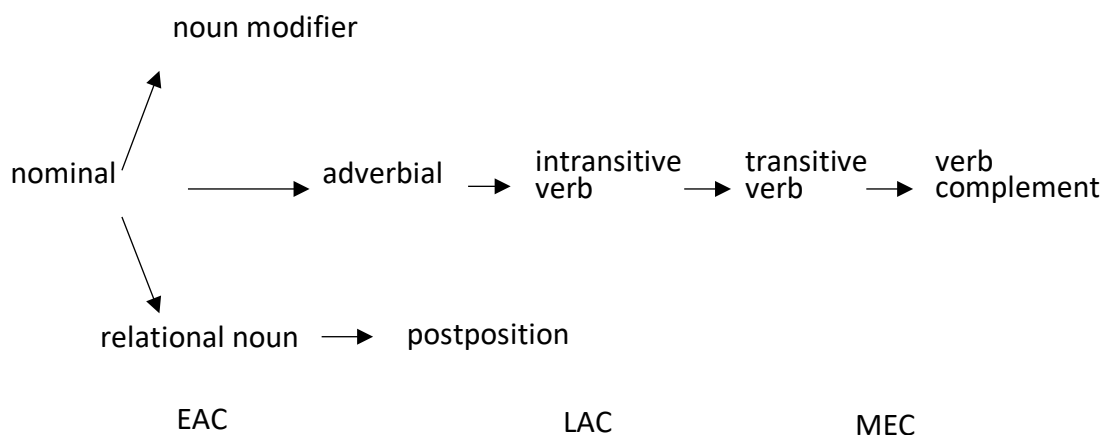 noun modifier
nominal
adverbial
intransitive
verb
transitive
verb
verb
complement
relational noun
postposition
EAC
LAC
MEC